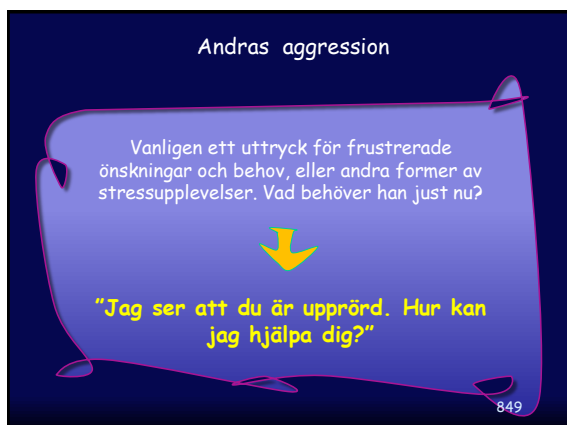 Andras aggression
Vanligen ett uttryck för frustrerade
önskningar och behov, eller andra former av
stressupplevelser. Vad behöver han just nu?
”Jag ser att du är upprörd. Hur kan
jag hjälpa dig?”
849